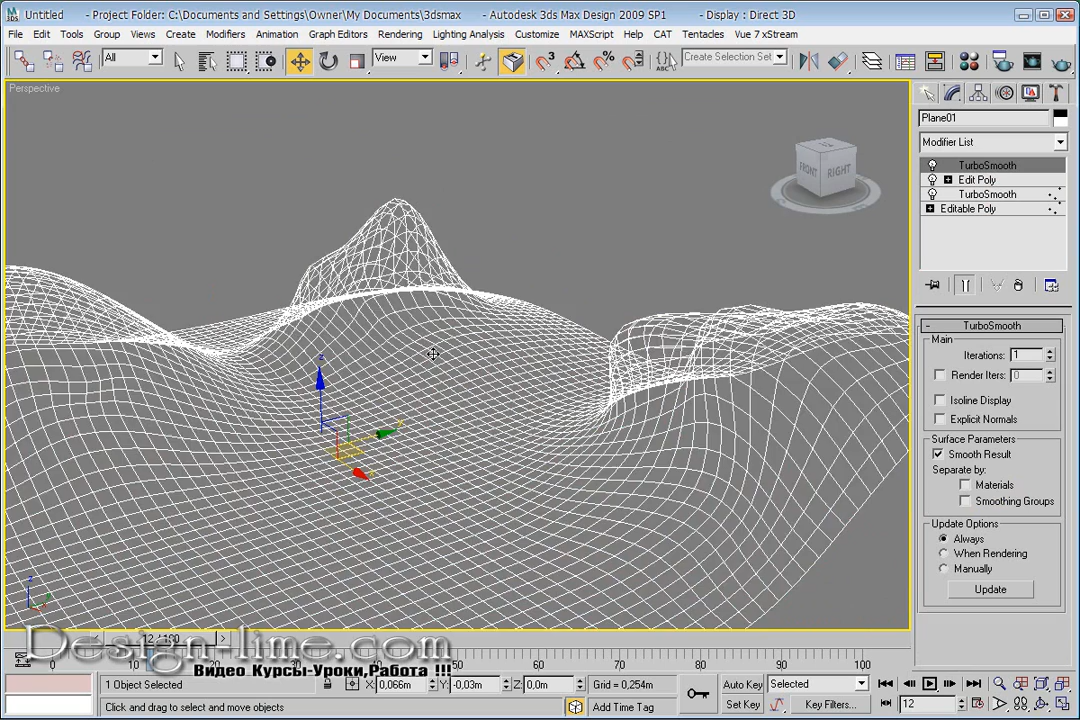 Untitled - Project Folder: C:\Documents and Settings\Owner\My Documents\3dsmax - Autodesk 3ds Max Design 2009 SP1 - Display : Direct 3D
File Edit Tools Group Views Create Modifiers Animation Graph Editors Rendering Lighting Analysis Customize MAXScript Help CAT Tentacles Vue 7 xStream
All View Create Selection Set
Perspective
FRONT RIGHT
Plane01
Modifier List
TurboSmooth
Edit Poly
TurboSmooth
Editable Poly
- TurboSmooth
Main
Iterations: 1
Render Iters: 0
Isoline Display
Explicit Normals
Surface Parameters
Smooth Result
Separate by:
Materials
Smoothing Groups
Update Options
Always
When Rendering
Manually
Update
z
x
z
12 / 100
Design-lime.com
0 10 30 40 50 60 70 80 90 100
Видео Курсы-Уроки,Работа !!!
1 Object Selected X: 0,066m Y: -0,03m Z: 0,0m Grid = 0,254m Auto Key Selected
Click and drag to select and move objects Add Time Tag Set Key Key Filters... 12